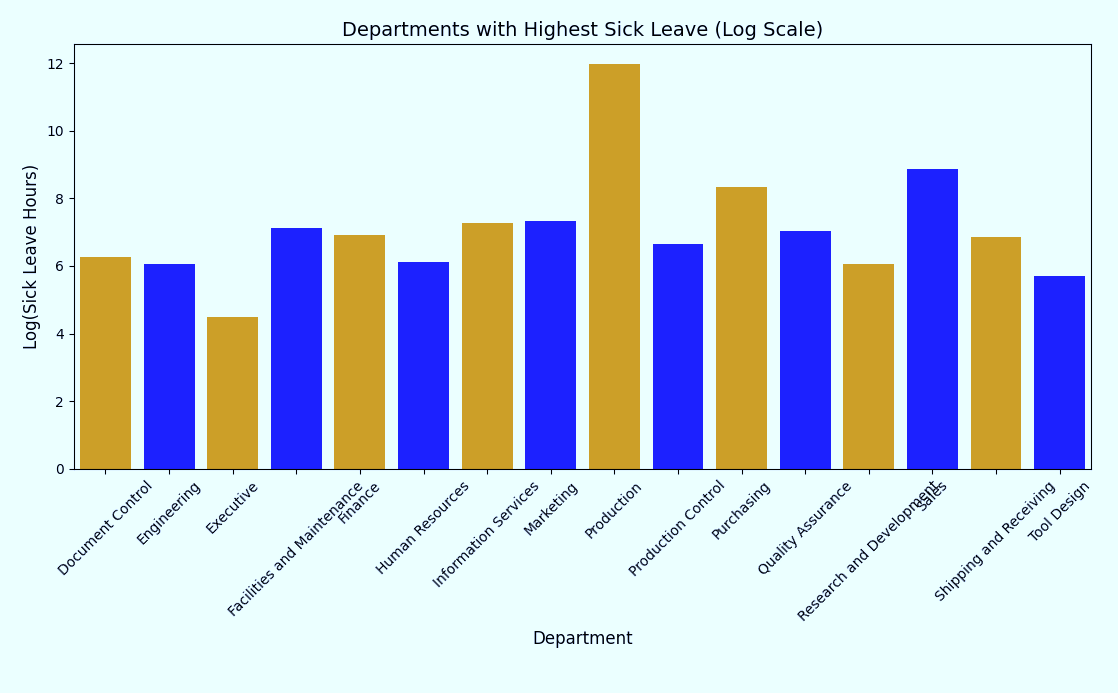 Departments with Highest Sick Leave (Log Scale)
Log(Sick Leave Hours)
12
10
8
6
4
2
0
Document Control
Engineering
Executive
Facilities and Maintenance
Finance
Human Resources
Information Services
Marketing
Production
Production Control
Purchasing
Quality Assurance
Research and Development
Sales
Shipping and Receiving
Tool Design
Department